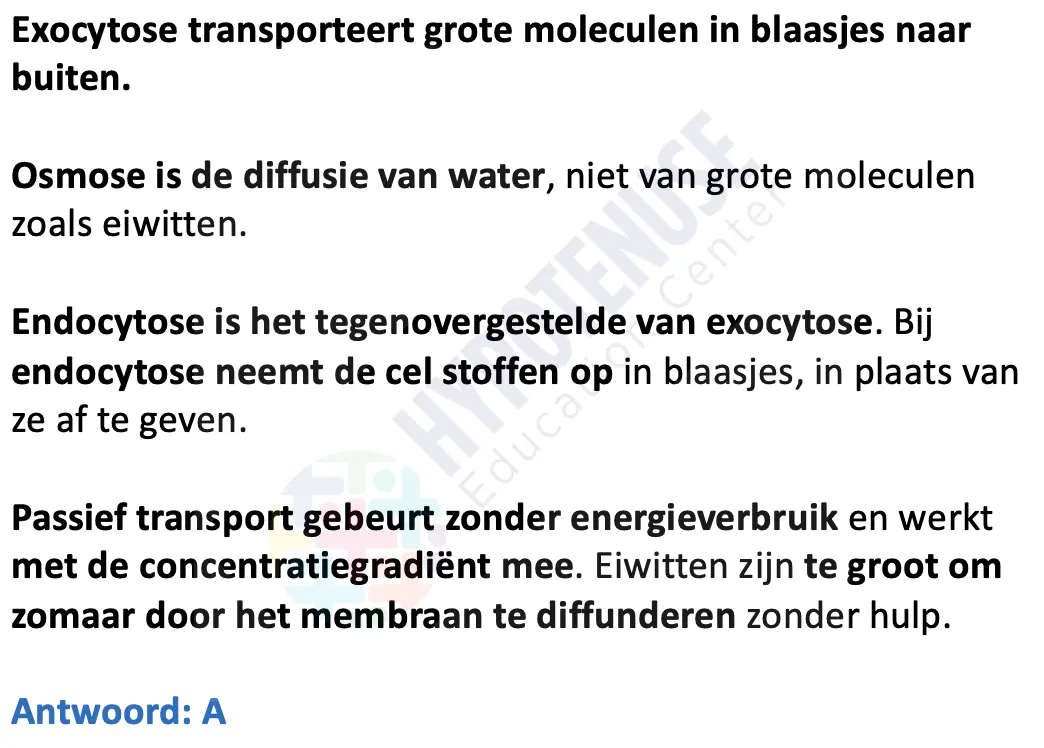 Exocytose transporteert grote moleculen in blaasjes naar
buiten.
Osmose is de diffusie van water, niet van grote moleculen
zoals eiwitten.
Endocytose is het tegenovergestelde van exocytose. Bij
endocytose neemt de cel stoffen op in blaasjes, in plaats van
ze af te geven.
Passief transport gebeurt zonder energieverbruik en werkt
met de concentratiegradiënt mee. Eiwitten zijn te groot om
zomaar door het membraan te diffunderen zonder hulp.
Antwoord: A
HYPOTENUSE
Education Center